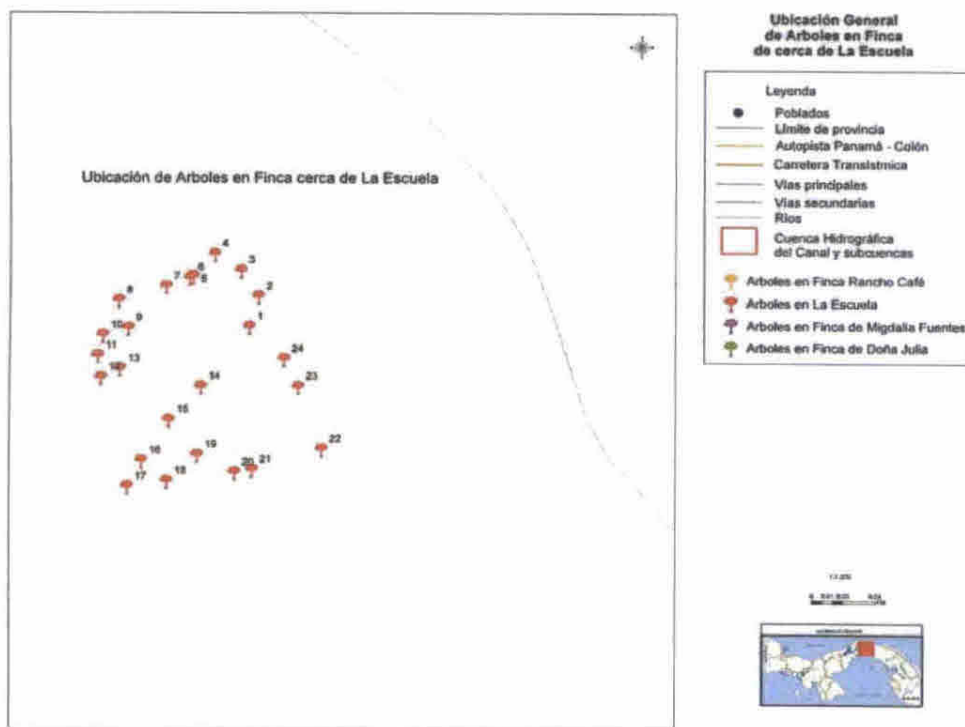 Ubicación General
de Arboles en Finca
de cerca de La Escuela
Leyenda
Poblados
Límite de provincia
Autopista Panamá - Colón
Carretera Transístmica
Vías principales
Vías secundarias
Ríos
Cuenca Hidrográfica
del Canal y subcuencas
Arboles en Finca Rancho Café
Arboles en La Escuela
Arboles en Finca de Migdalia Fuentes
Arboles en Finca de Doña Julia
Ubicación de Arboles en Finca cerca de La Escuela
4
3
6
5
7
2
8
1
9
10
11
24
13
12
14
23
15
22
19
16
21
20
18
17